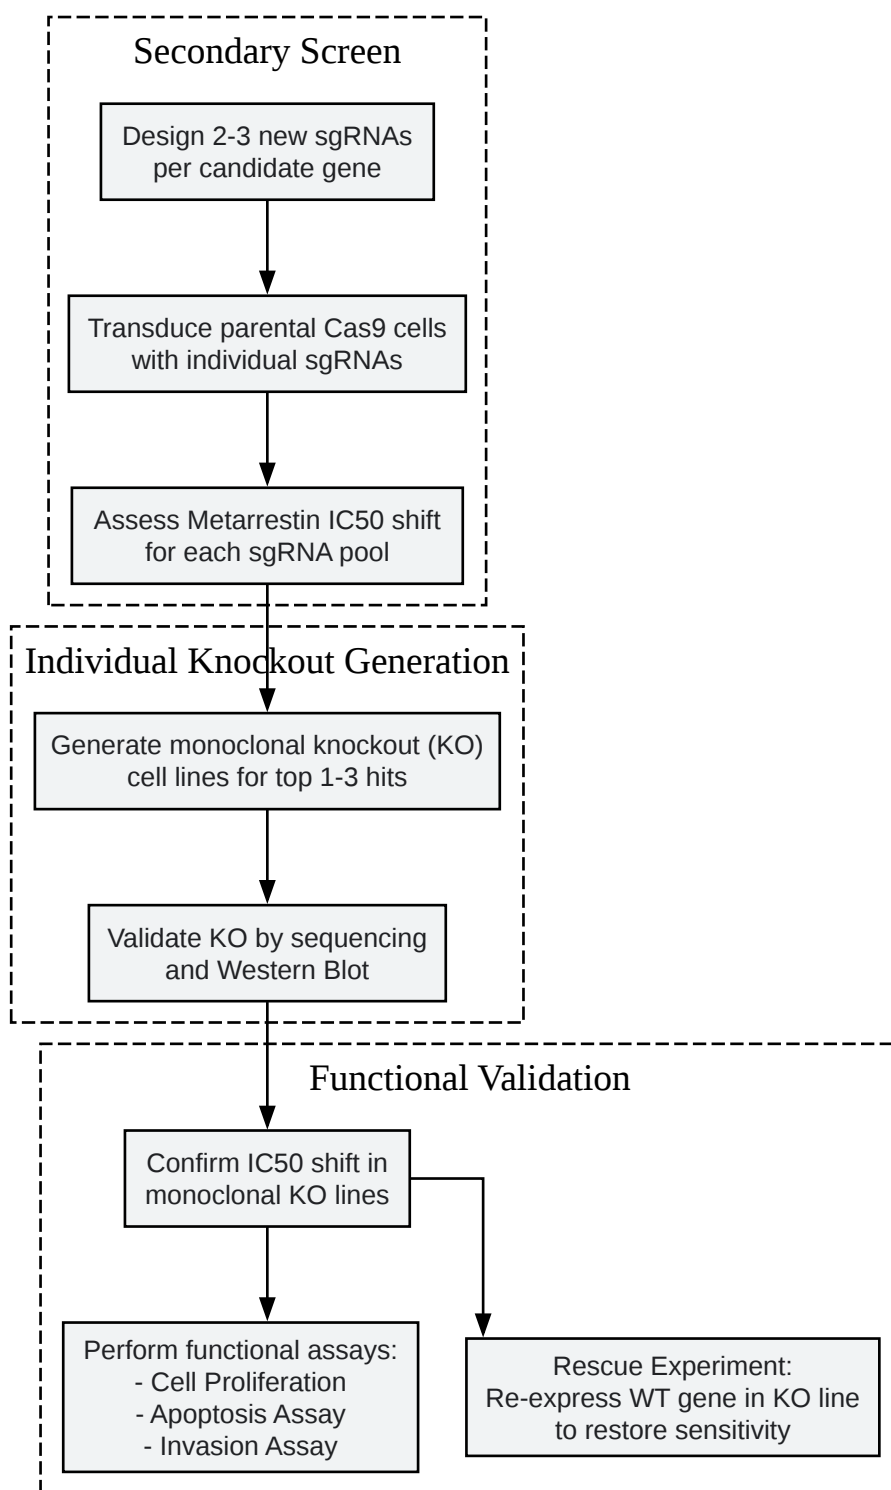 Secondary Screen
Design 2-3 new sgRNAs
per candidate gene
Transduce parental Cas9 cells
with individual sgRNAs
Assess Metarrestin IC50 shift
for each sgRNA pool
Individual Knockout Generation
Generate monoclonal knockout (KO)
cell lines for top 1-3 hits
Validate KO by sequencing
and Western Blot
Functional Validation
Confirm IC50 shift in
monoclonal KO lines
Perform functional assays:
- Cell Proliferation
- Apoptosis Assay
- Invasion Assay
Rescue Experiment:
Re-express WT gene in KO line
to restore sensitivity